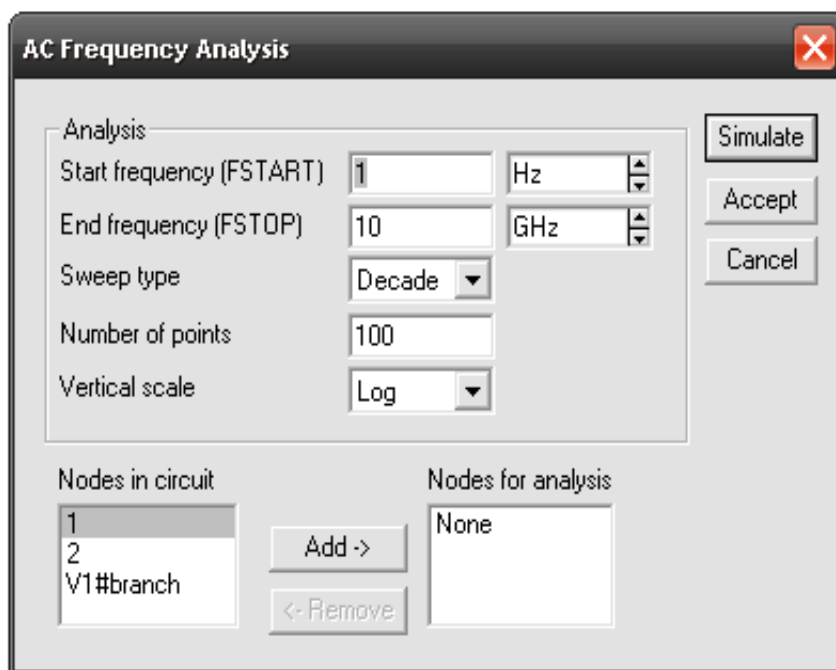 AC Frequency Analysis
Analysis
Start frequency (FSTART) 1 Hz
End frequency (FSTOP) 10 GHz
Sweep type Decade
Number of points 100
Vertical scale Log
Simulate
Accept
Cancel
Nodes in circuit
1
2
V1#branch
Add ->
<- Remove
Nodes for analysis
None